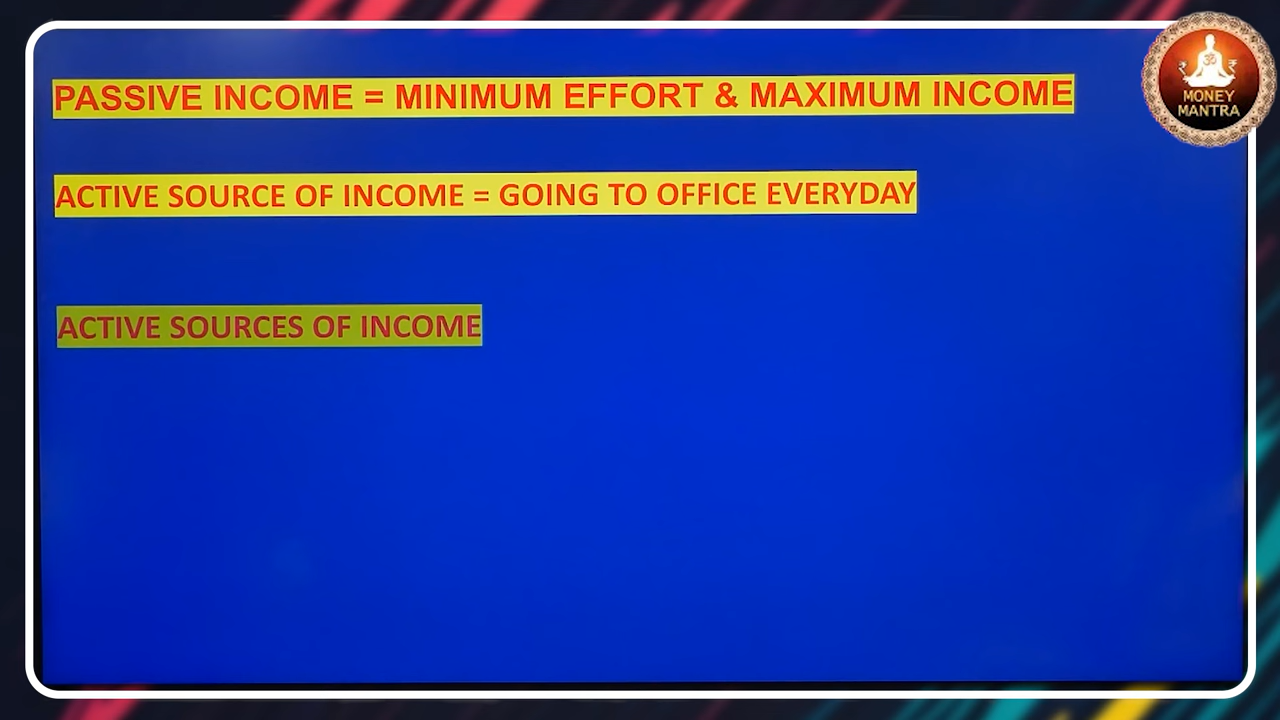 PASSIVE INCOME = MINIMUM EFFORT & MAXIMUM INCOME
ACTIVE SOURCE OF INCOME = GOING TO OFFICE EVERYDAY
ACTIVE SOURCES OF INCOME
ॐ
₹ ₹
MONEY
MANTRA